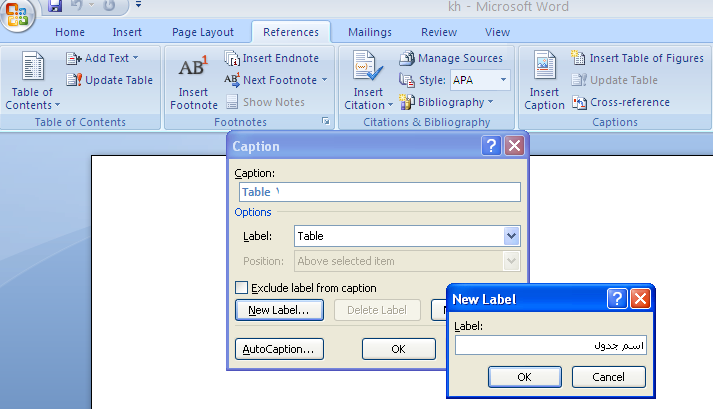 kh - Microsoft Word
Home Insert Page Layout References Mailings Review View
Table of Contents
Add Text
Update Table
Table of Contents
AB1
Insert Footnote
Insert Endnote
AB1 Next Footnote
Show Notes
Footnotes
Insert Citation
Manage Sources
Style: APA
Bibliography
Citations & Bibliography
Insert Caption
Insert Table of Figures
Update Table
Cross-reference
Captions
Caption
Caption:
Table ١
Options
Label: Table
Position: Above selected item
Exclude label from caption
New Label... Delete Label
AutoCaption... OK
New Label
Label:
اسم جدول
OK Cancel